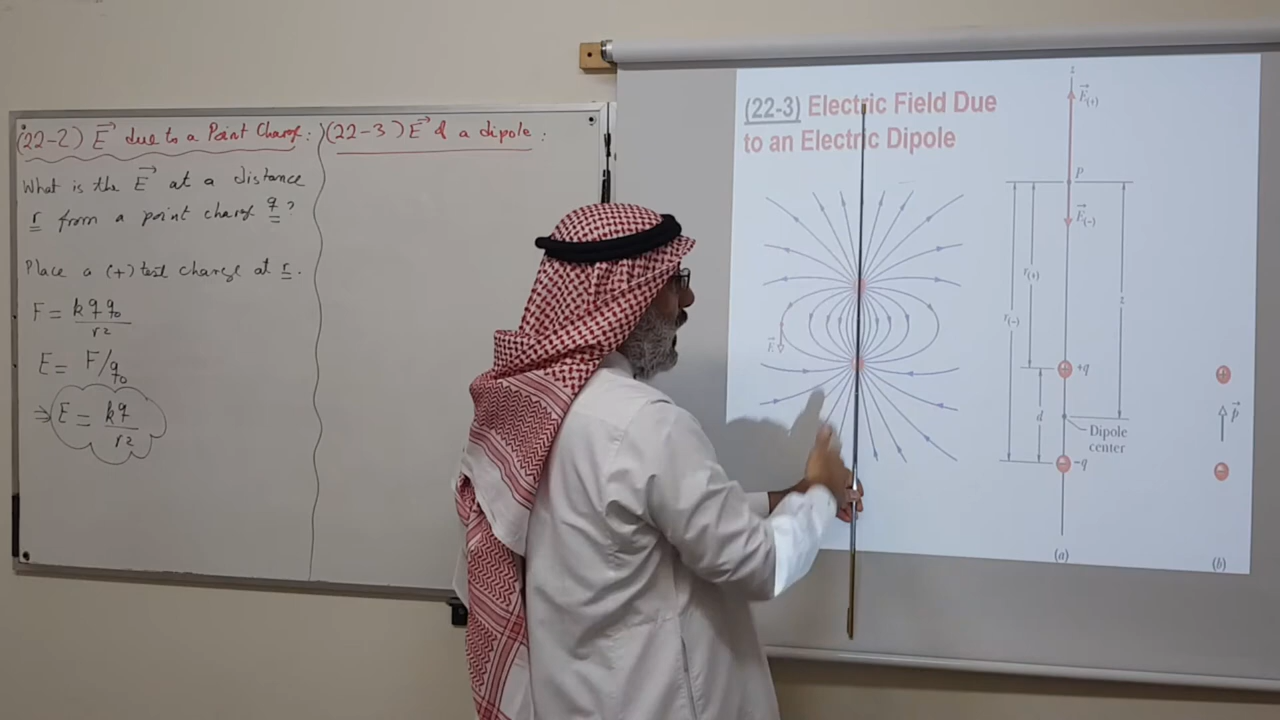 (22-2) E⃗ due to a Point Charge:
What is the E⃗ at a distance
r from a point charge q?
Place a (+) test charge at r.
F = kqq₀/r²
E = F/q₀
⇒ E = kq/r²
(22-3) E⃗ of a dipole:
(22-3) Electric Field Due
to an Electric Dipole
E⃗
z
E⃗(+)
P
E⃗(−)
r(+)
r(−)
z
+q
+
d
Dipole
center
−q
p⃗
(a)
(b)